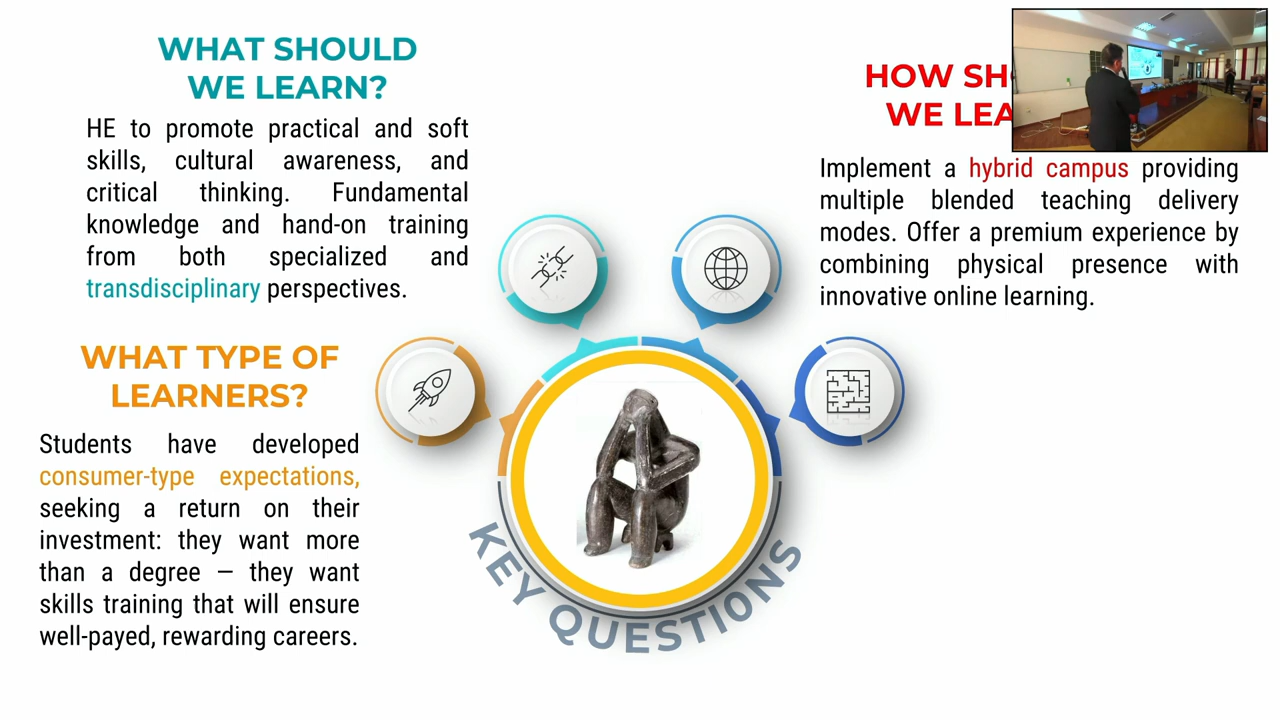 WHAT SHOULD
WE LEARN?
HE to promote practical and soft
skills, cultural awareness, and
critical thinking. Fundamental
knowledge and hand-on training
from both specialized and
transdisciplinary perspectives.
WHAT TYPE OF
LEARNERS?
Students have developed
consumer-type expectations,
seeking a return on their
investment: they want more
than a degree — they want
skills training that will ensure
well-payed, rewarding careers.
HOW SH
WE LEA
Implement a hybrid campus providing
multiple blended teaching delivery
modes. Offer a premium experience by
combining physical presence with
innovative online learning.
KEY QUESTIONS